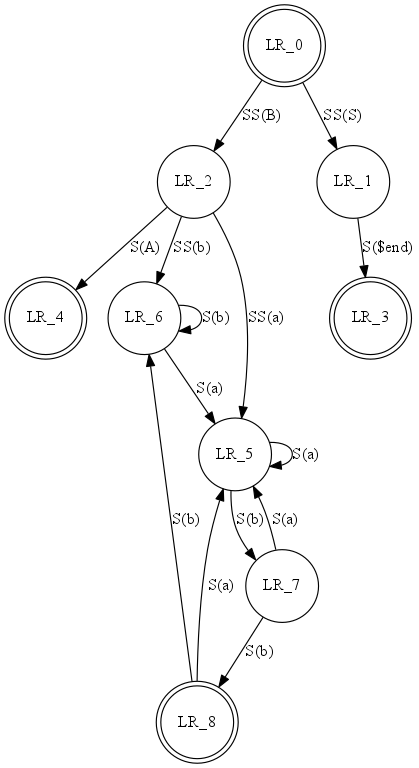 LR_0
SS(B)
SS(S)
LR_2
LR_1
S(A)
SS(b)
SS(a)
S($end)
LR_4
LR_6
S(b)
LR_3
S(a)
LR_5
S(a)
S(b)
S(b)
S(a)
S(a)
LR_7
S(b)
LR_8